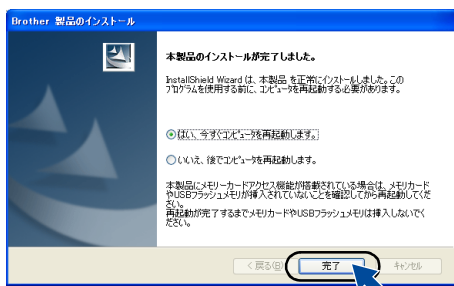 Brother 製品のインストール
本製品のインストールが完了しました。
InstallShield Wizard は、本製品 を正常にインストールしました。この
プログラムを使用する前に、コンピュータを再起動する必要があります。
はい、今すぐコンピュータを再起動します。
いいえ、後でコンピュータを再起動します。
本製品にメモリーカードアクセス機能が搭載されている場合は、メモリカード
やUSBフラッシュメモリが挿入されていないことを確認してから再起動してくだ
さい。
再起動が完了するまでメモリカードやUSBフラッシュメモリは挿入しないでく
ださい。
< 戻る(B) 完了 キャンセル